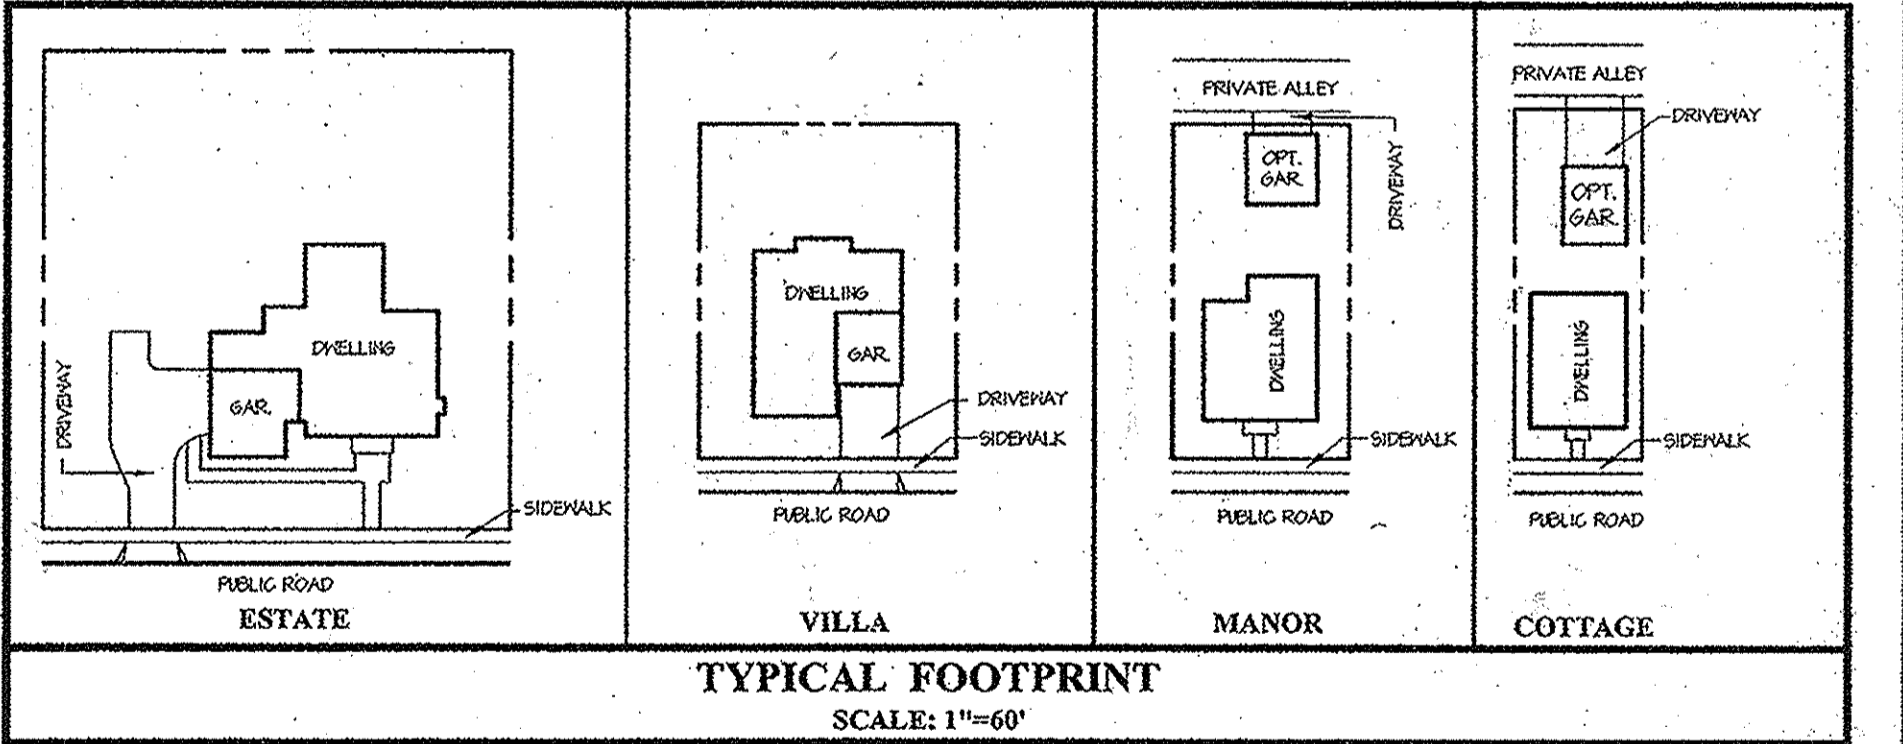 DWELLING
GAR.
DRIVEWAY
SIDEWALK
PUBLIC ROAD
ESTATE
DWELLING
GAR.
DRIVEWAY
SIDEWALK
PUBLIC ROAD
VILLA
PRIVATE ALLEY
OPT.
GAR.
DRIVEWAY
DWELLING
SIDEWALK
PUBLIC ROAD
MANOR
PRIVATE ALLEY
DRIVEWAY
OPT.
GAR.
DWELLING
SIDEWALK
PUBLIC ROAD
COTTAGE
TYPICAL FOOTPRINT
SCALE: 1"=60'